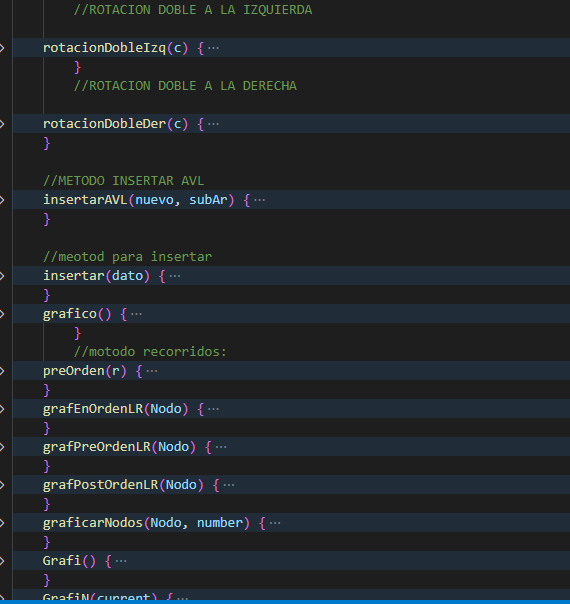 //ROTACION DOBLE A LA IZQUIERDA
rotacionDobleIzq(c) {···
}
//ROTACION DOBLE A LA DERECHA
rotacionDobleDer(c) {···
}
//METODO INSERTAR AVL
insertarAVL(nuevo, subAr) {···
}
//meotod para insertar
insertar(dato) {···
}
grafico() {···
}
//motodo recorridos:
preOrden(r) {···
}
grafEnOrdenLR(Nodo) {···
}
grafPreOrdenLR(Nodo) {···
}
grafPostOrdenLR(Nodo) {···
}
graficarNodos(Nodo, number) {···
}
Grafi() {···
}
GrafiN(current) {···